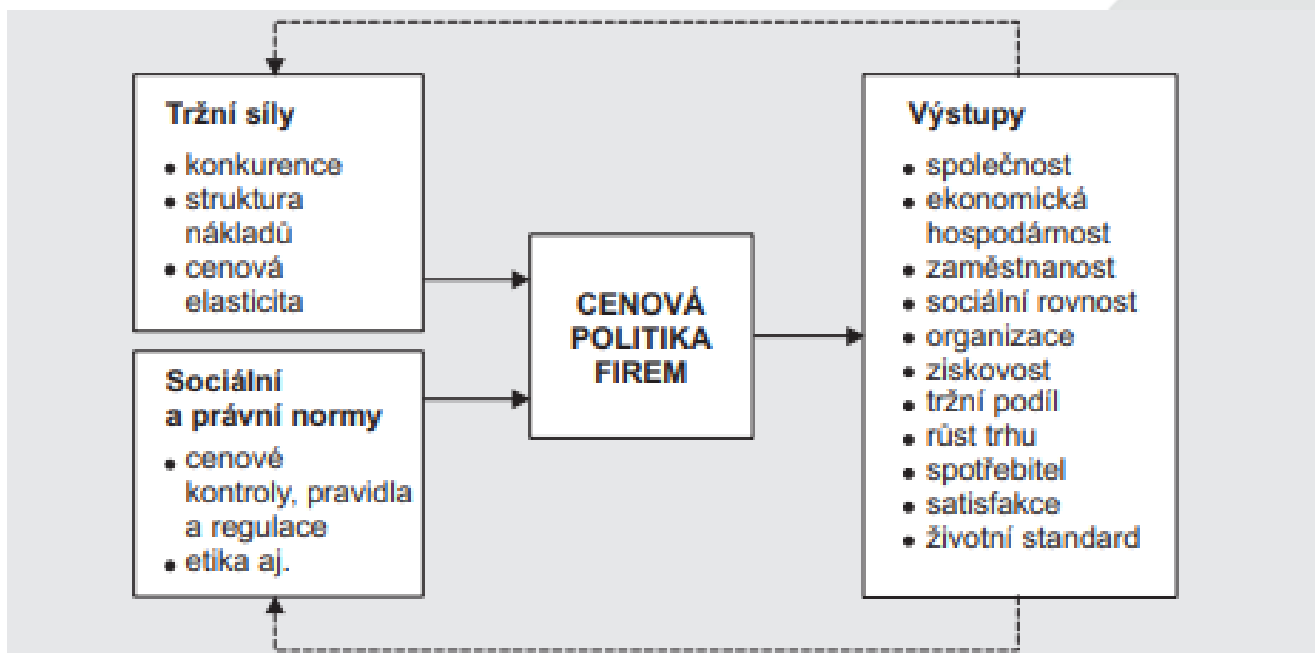 Tržní síly
• konkurence
• struktura
nákladů
• cenová
elasticita
Sociální
a právní normy
• cenové
kontroly, pravidla
a regulace
• etika aj.
CENOVÁ
POLITIKA
FIREM
Výstupy
• společnost
• ekonomická
hospodárnost
• zaměstnanost
• sociální rovnost
• organizace
• ziskovost
• tržní podíl
• růst trhu
• spotřebitel
• satisfakce
• životní standard